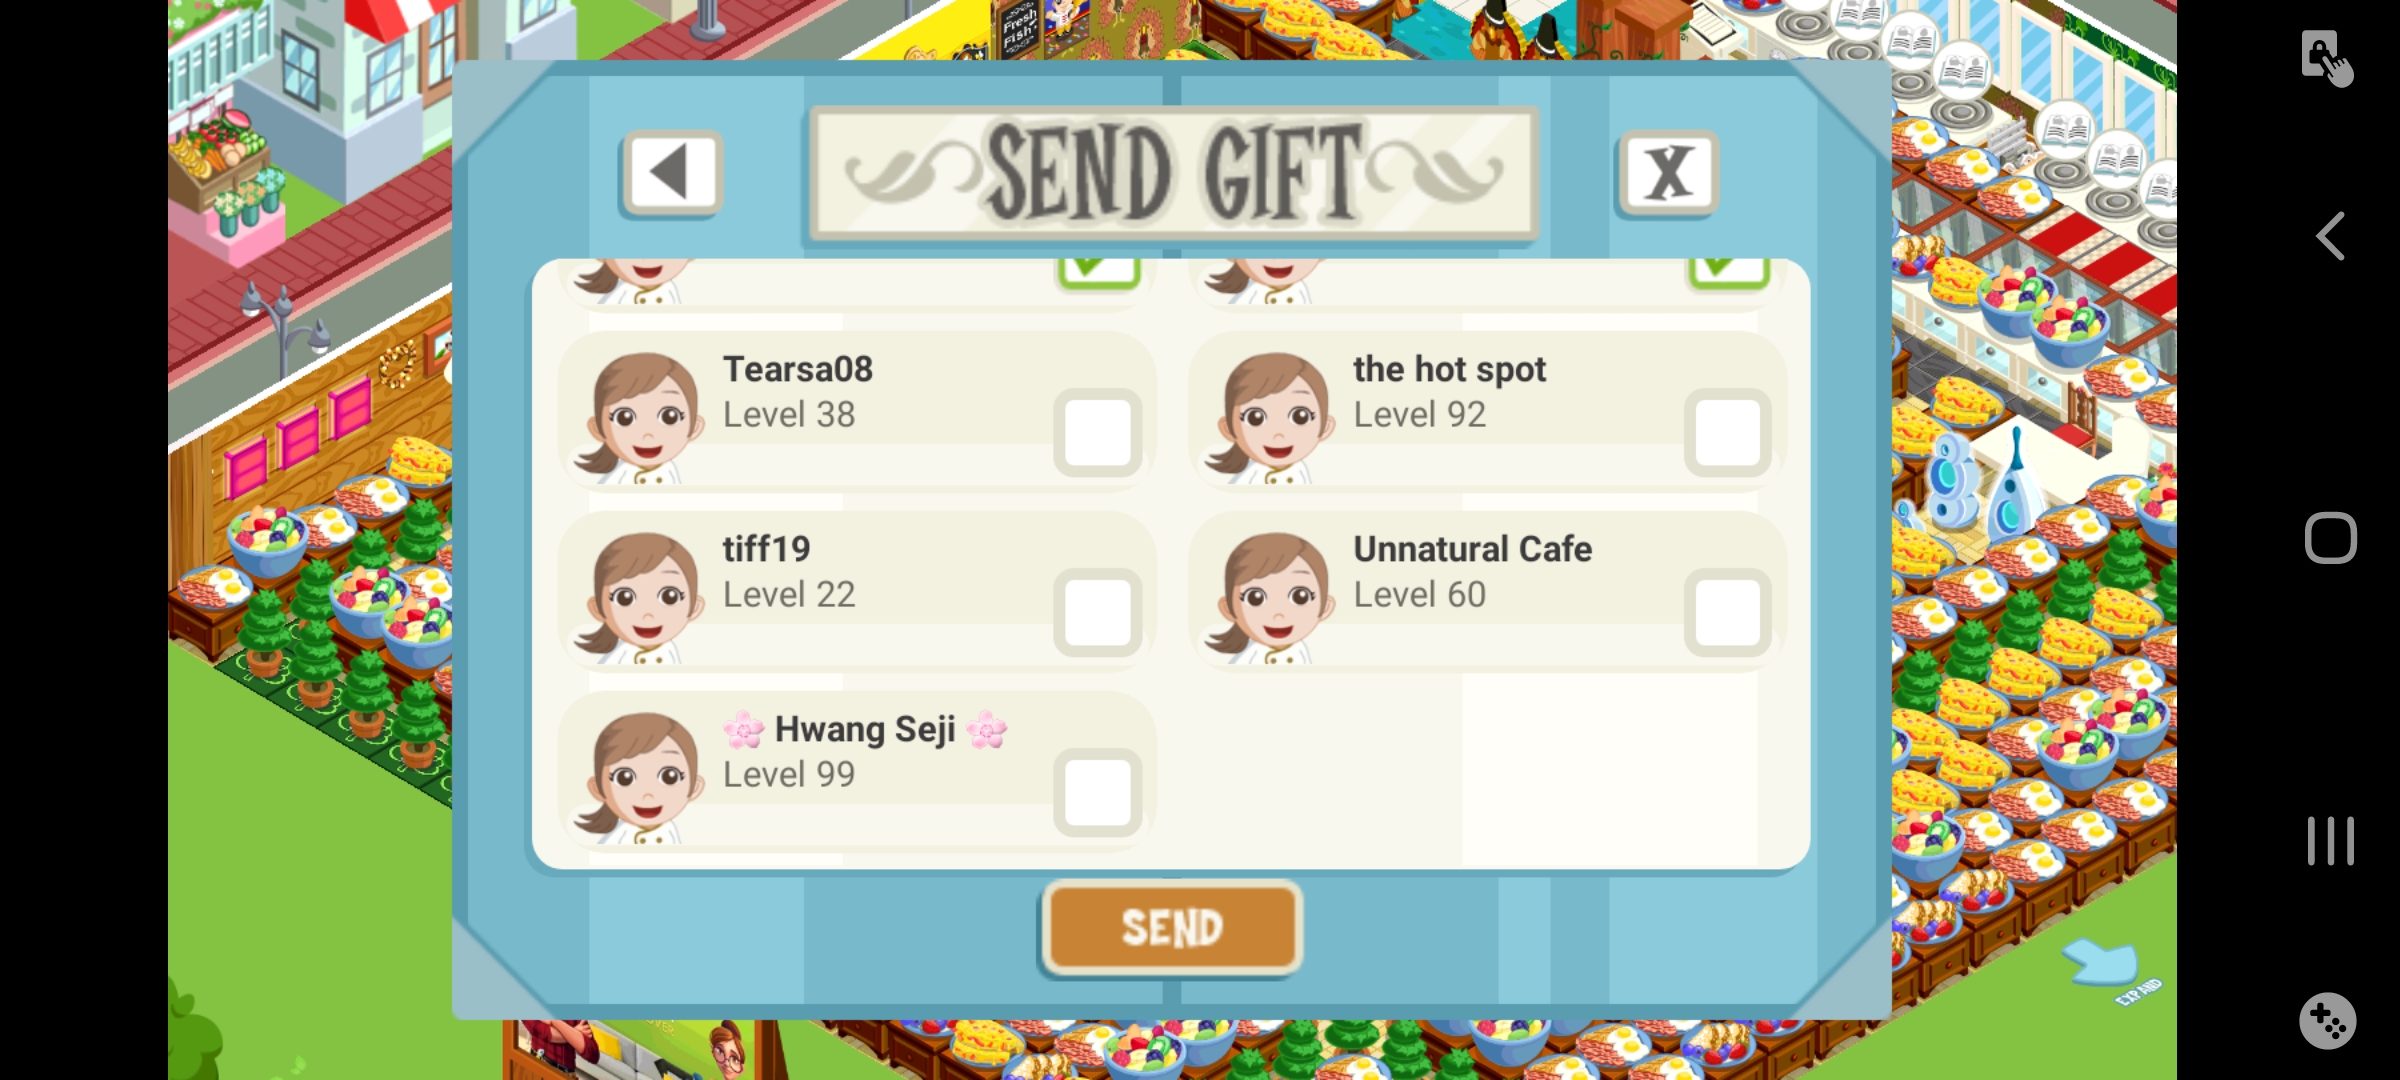 Fresh
Fish
SEND GIFT
X
Tearsa08
Level 38
the hot spot
Level 92
tiff19
Level 22
Unnatural Cafe
Level 60
🌸 Hwang Seji 🌸
Level 99
SEND
EXPAND